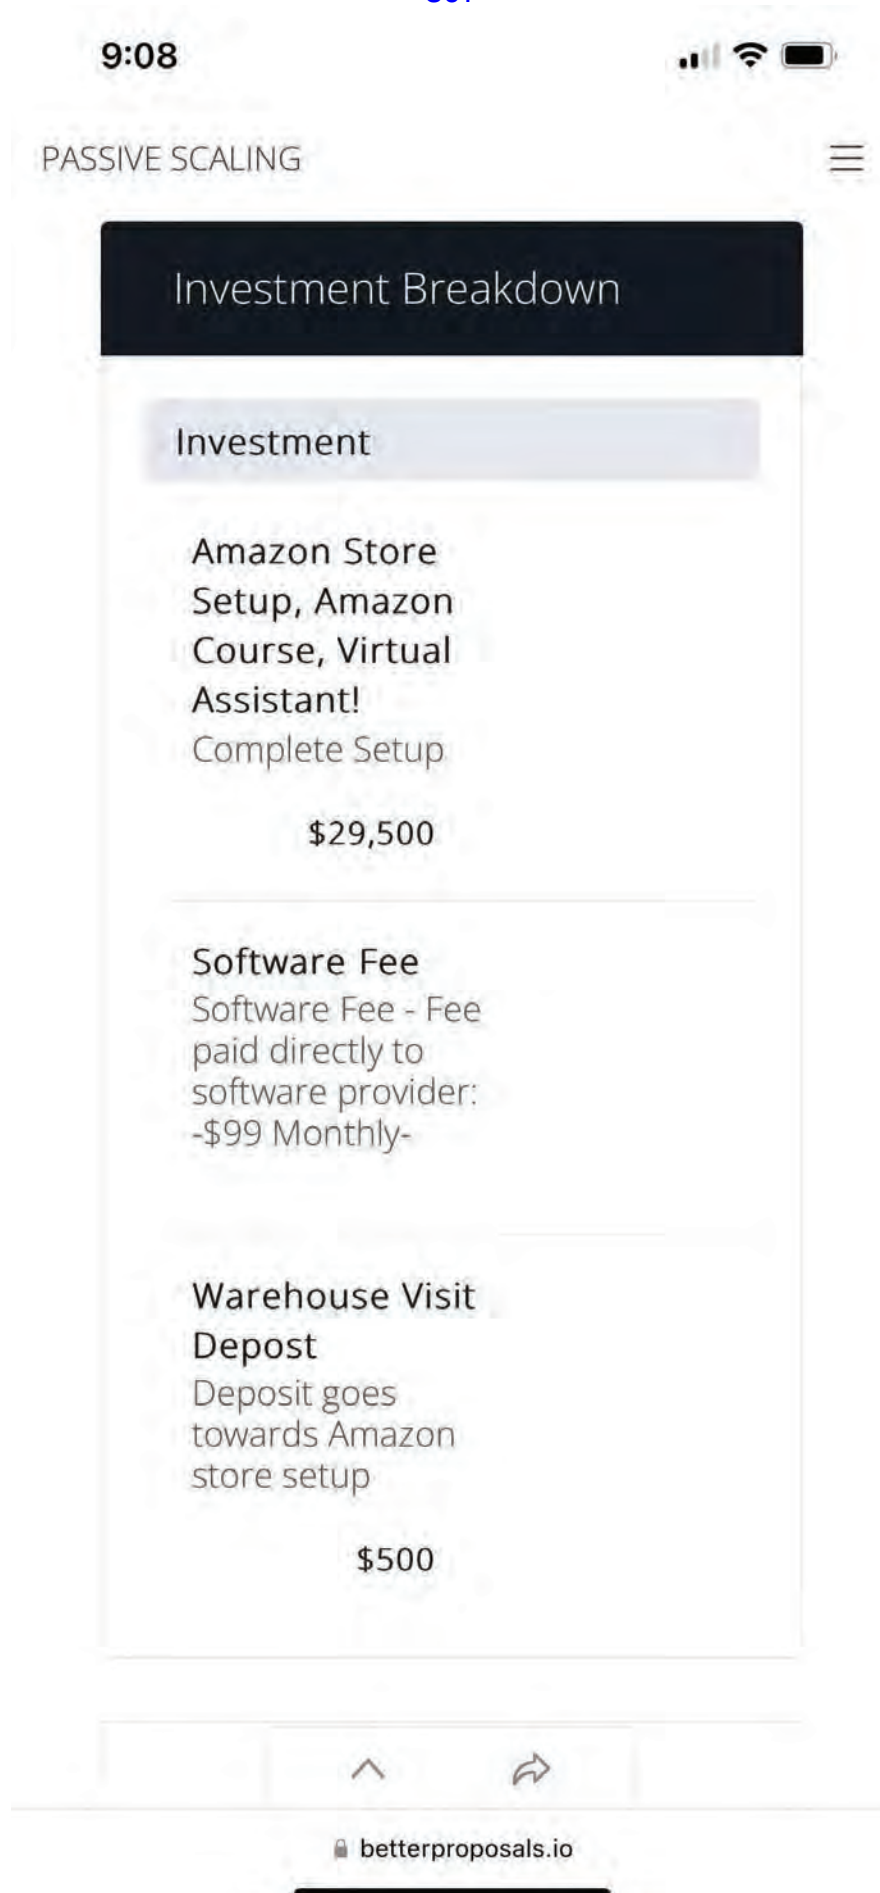 9:08
PASSIVE SCALING
Investment Breakdown
Investment
Amazon Store
Setup, Amazon
Course, Virtual
Assistant!
Complete Setup
$29,500
Software Fee
Software Fee - Fee
paid directly to
software provider:
-$99 Monthly-
Warehouse Visit
Depost
Deposit goes
towards Amazon
store setup
$500
betterproposals.io